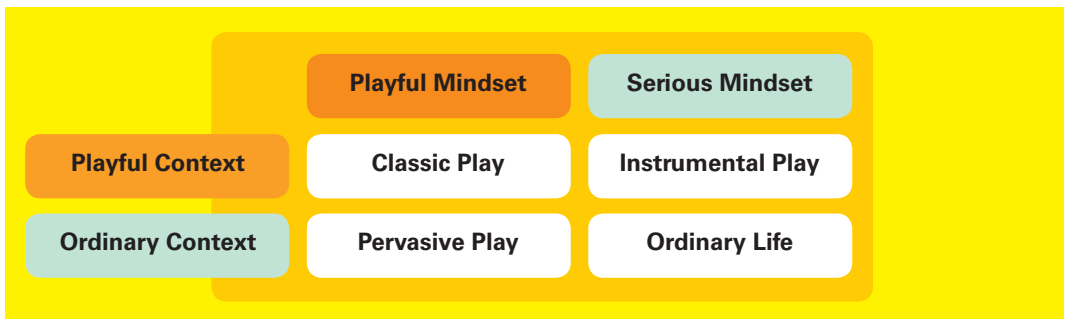 Playful Mindset Serious Mindset
Playful Context Classic Play Instrumental Play
Ordinary Context Pervasive Play Ordinary Life